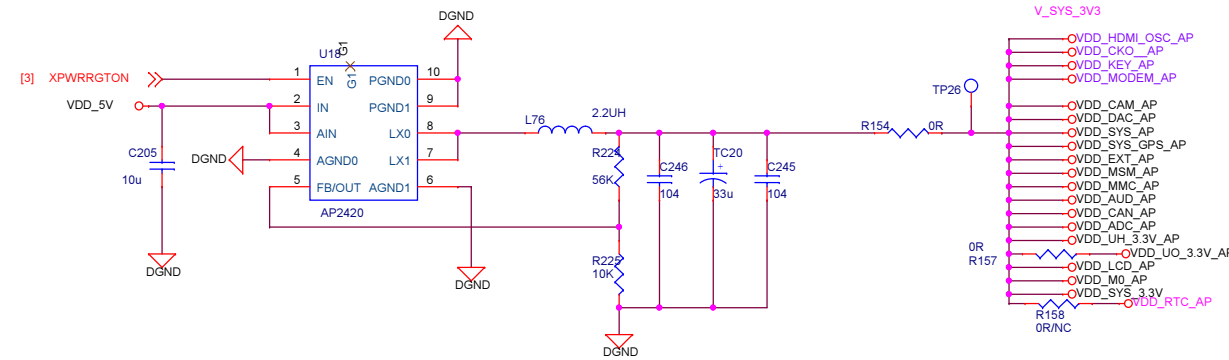 V_SYS_3V3
DGND
U18
G1
G1
[3] XPWRRGTON
1 EN PGND0 10
VDD_5V
2 IN PGND1 9
3 AIN LX0 8
4 AGND0 LX1 7
5 FB/OUT AGND1 6
AP2420
C205
10u
DGND
DGND
DGND
L76
2.2UH
R224
56K
R225
10K
C246
104
TC20
+
33u
C245
104
DGND
R154
0R
TP26
VDD_HDMI_OSC_AP
VDD_CKO_AP
VDD_KEY_AP
VDD_MODEM_AP
VDD_CAM_AP
VDD_DAC_AP
VDD_SYS_AP
VDD_SYS_GPS_AP
VDD_EXT_AP
VDD_MSM_AP
VDD_MMC_AP
VDD_AUD_AP
VDD_CAN_AP
VDD_ADC_AP
VDD_UH_3.3V_AP
0R
R157
VDD_UO_3.3V_AP
VDD_LCD_AP
VDD_M0_AP
VDD_SYS_3.3V
VDD_RTC_AP
R158
0R/NC